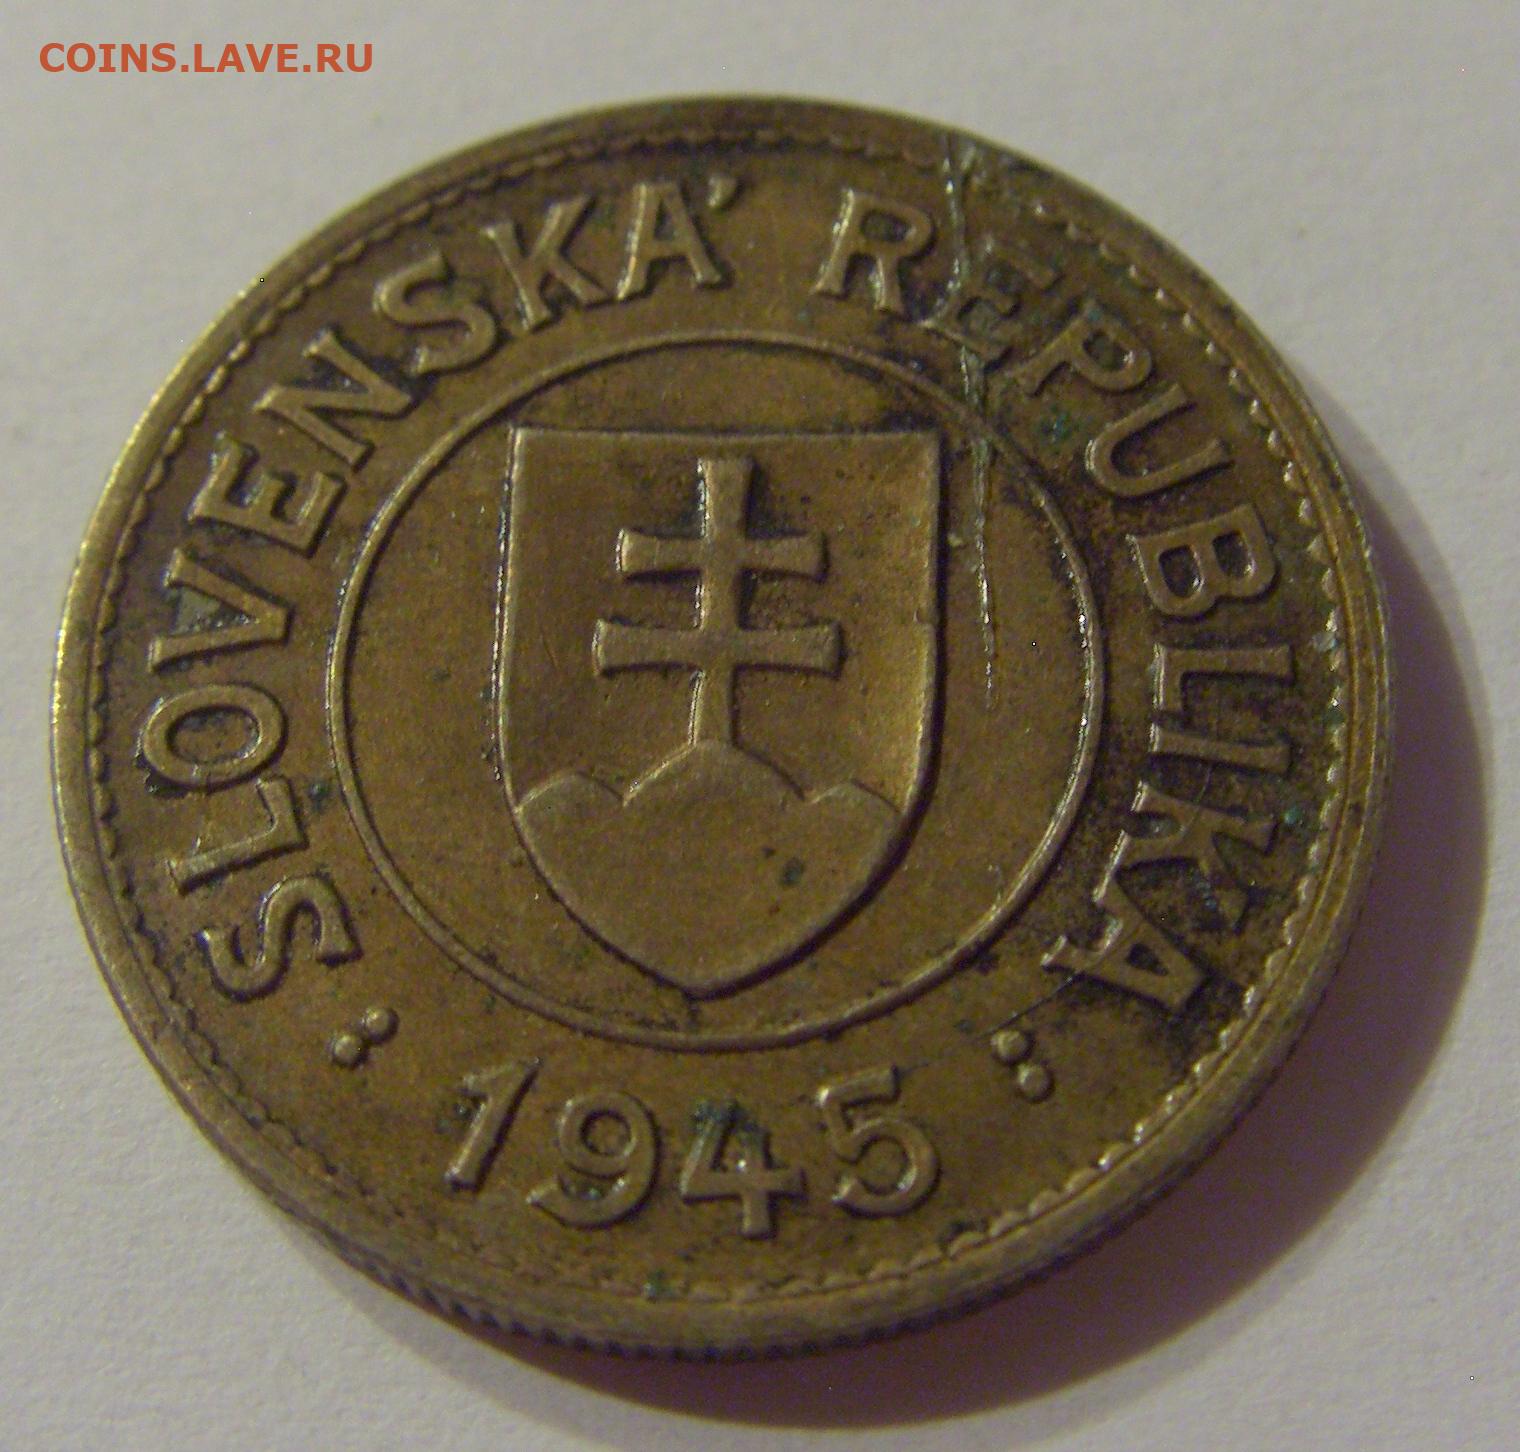 COINS.LAVE.RU
SLOVENSKÁ REPUBLIKA
1945